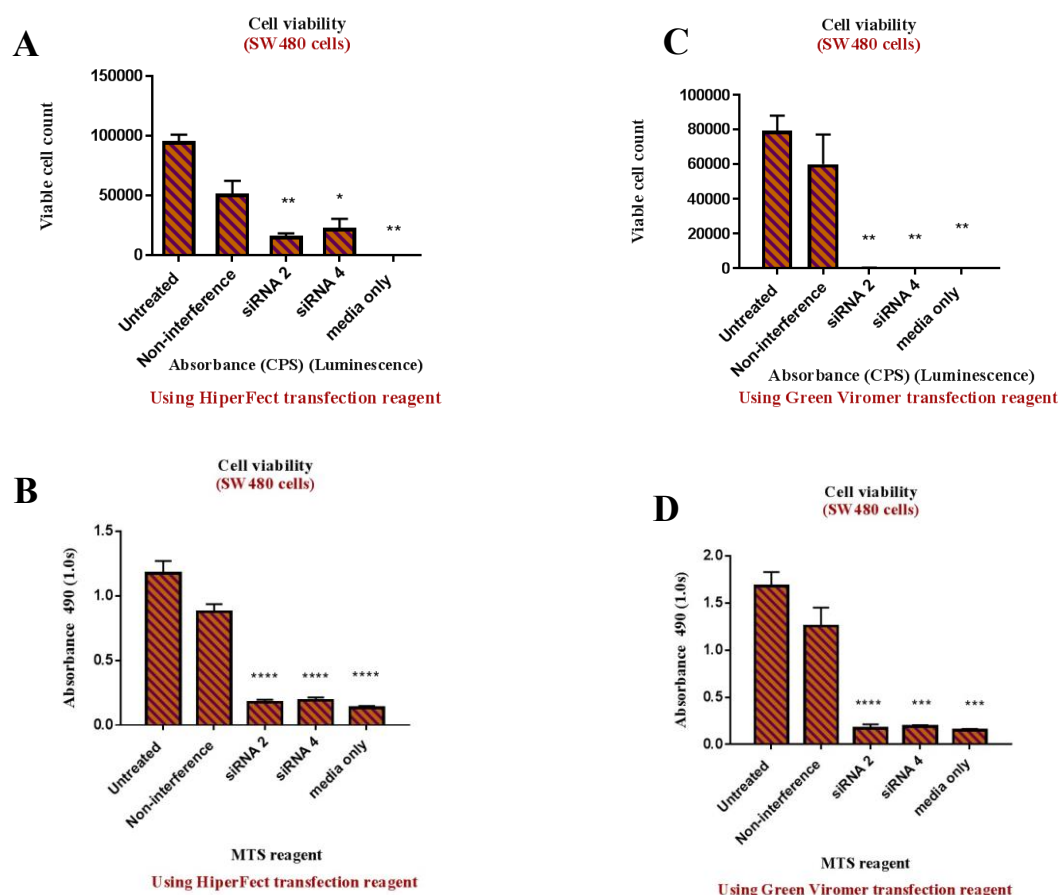 A
Cell viability
(SW480 cells)
Viable cell count
150000
100000
50000
0
**
*
**
Untreated
Non-interference
siRNA 2
siRNA 4
media only
Absorbance (CPS) (Luminescence)
Using HiperFect transfection reagent
C
Cell viability
(SW480 cells)
Viable cell count
100000
80000
60000
40000
20000
0
**
**
**
Untreated
Non-interference
siRNA 2
siRNA 4
media only
Absorbance (CPS) (Luminescence)
Using Green Viromer transfection reagent
B
Cell viability
(SW480 cells)
Absorbance 490 (1.0s)
1.5
1.0
0.5
0.0
****
****
****
Untreated
Non-interference
siRNA 2
siRNA 4
media only
MTS reagent
Using HiperFect transfection reagent
D
Cell viability
(SW480 cells)
Absorbance 490 (1.0s)
2.0
1.5
1.0
0.5
0.0
****
***
***
Untreated
Non-interference
siRNA 2
siRNA 4
media only
MTS reagent
Using Green Viromer transfection reagent